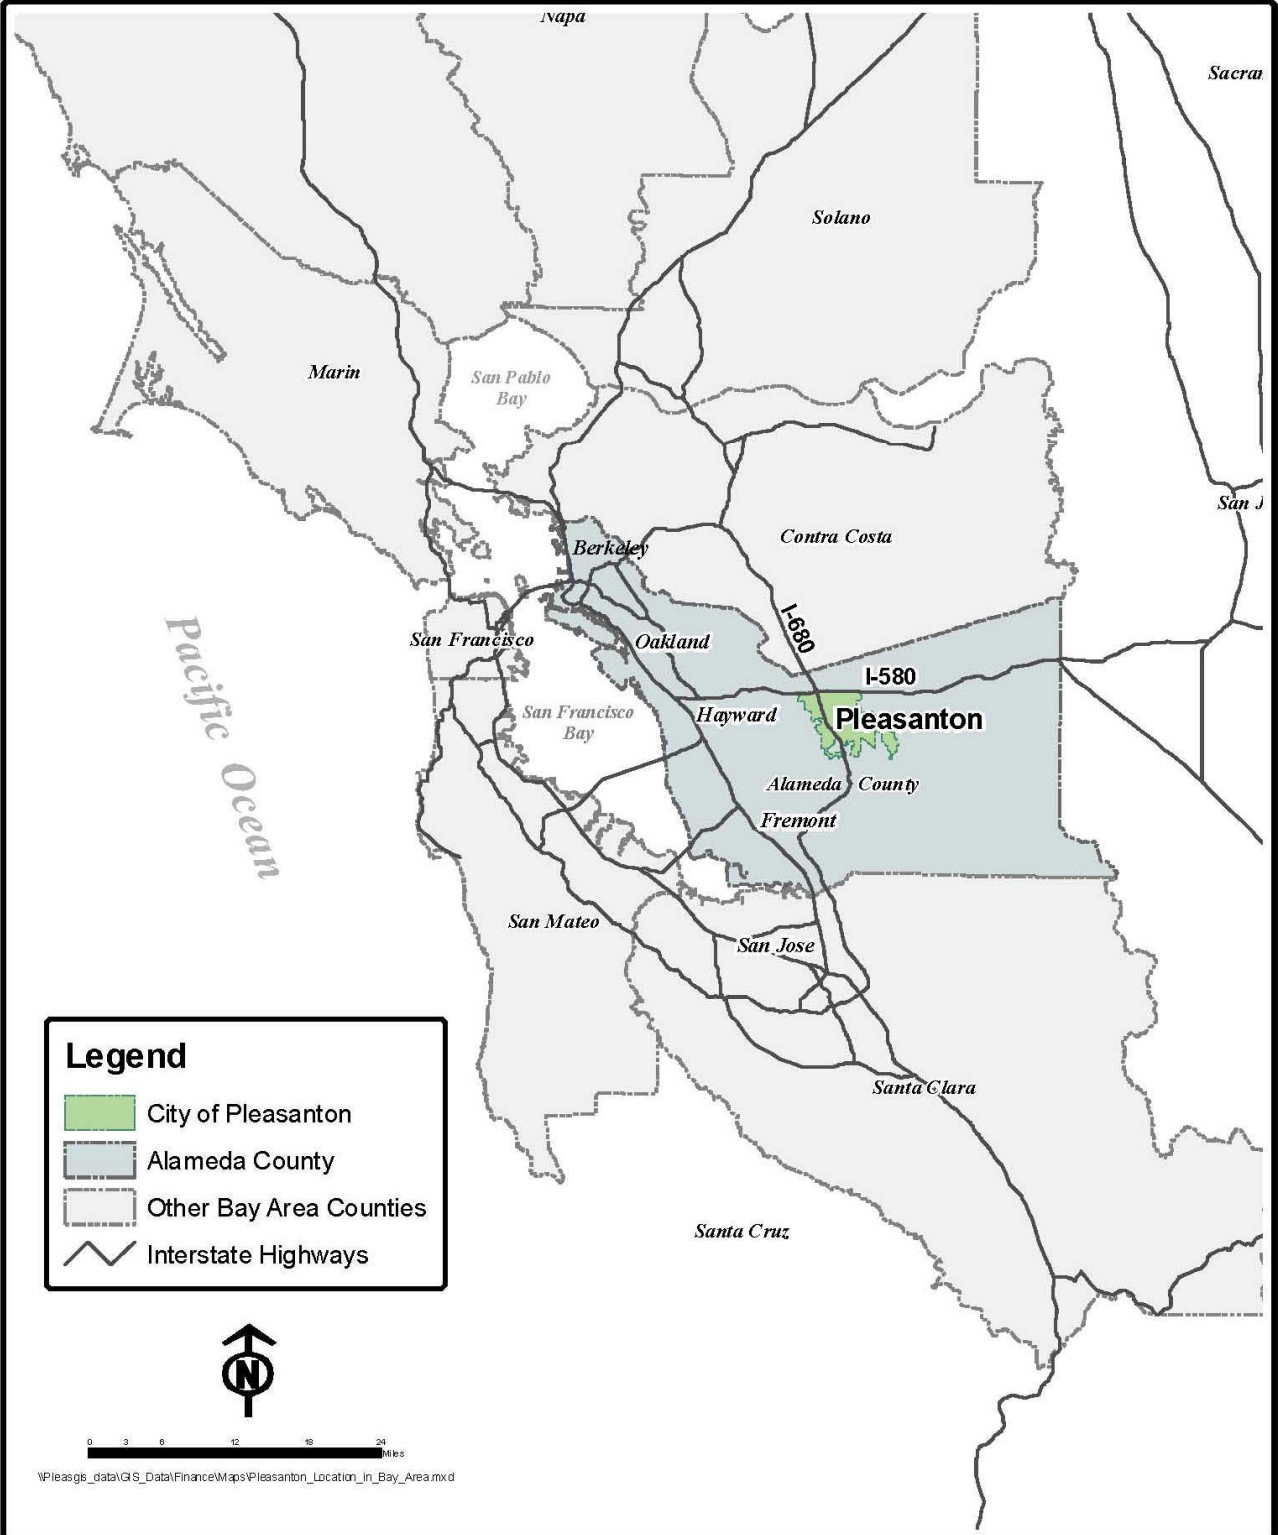 Napa
Sacrar
Solano
Marin
San Pablo
Bay
San J
Contra Costa
Berkeley
I-680
San Francisco
Oakland
I-580
Pacific Ocean
San Francisco
Bay
Hayward
Pleasanton
Alameda County
Fremont
San Mateo
San Jose
Santa Clara
Santa Cruz
Legend
City of Pleasanton
Alameda County
Other Bay Area Counties
Interstate Highways
N
0 3 6 12 18 24
Miles
\\Pleasgis_data\GIS_Data\Finance\Maps\Pleasanton_Location_in_Bay_Area.mxd